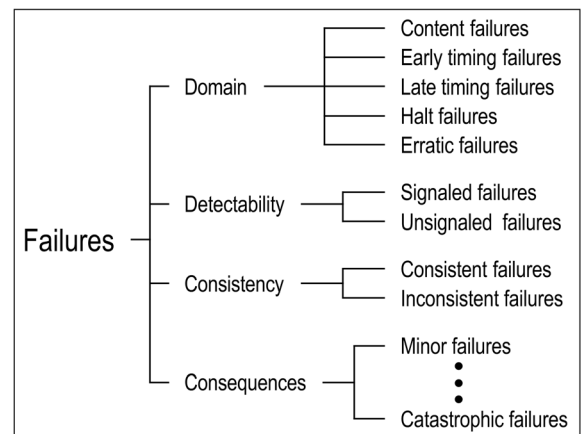 Content failures
Early timing failures
Domain
Late timing failures
Halt failures
Erratic failures
Signaled failures
Detectability
Unsignaled failures
Failures
Consistent failures
Consistency
Inconsistent failures
Minor failures
Consequences
Catastrophic failures